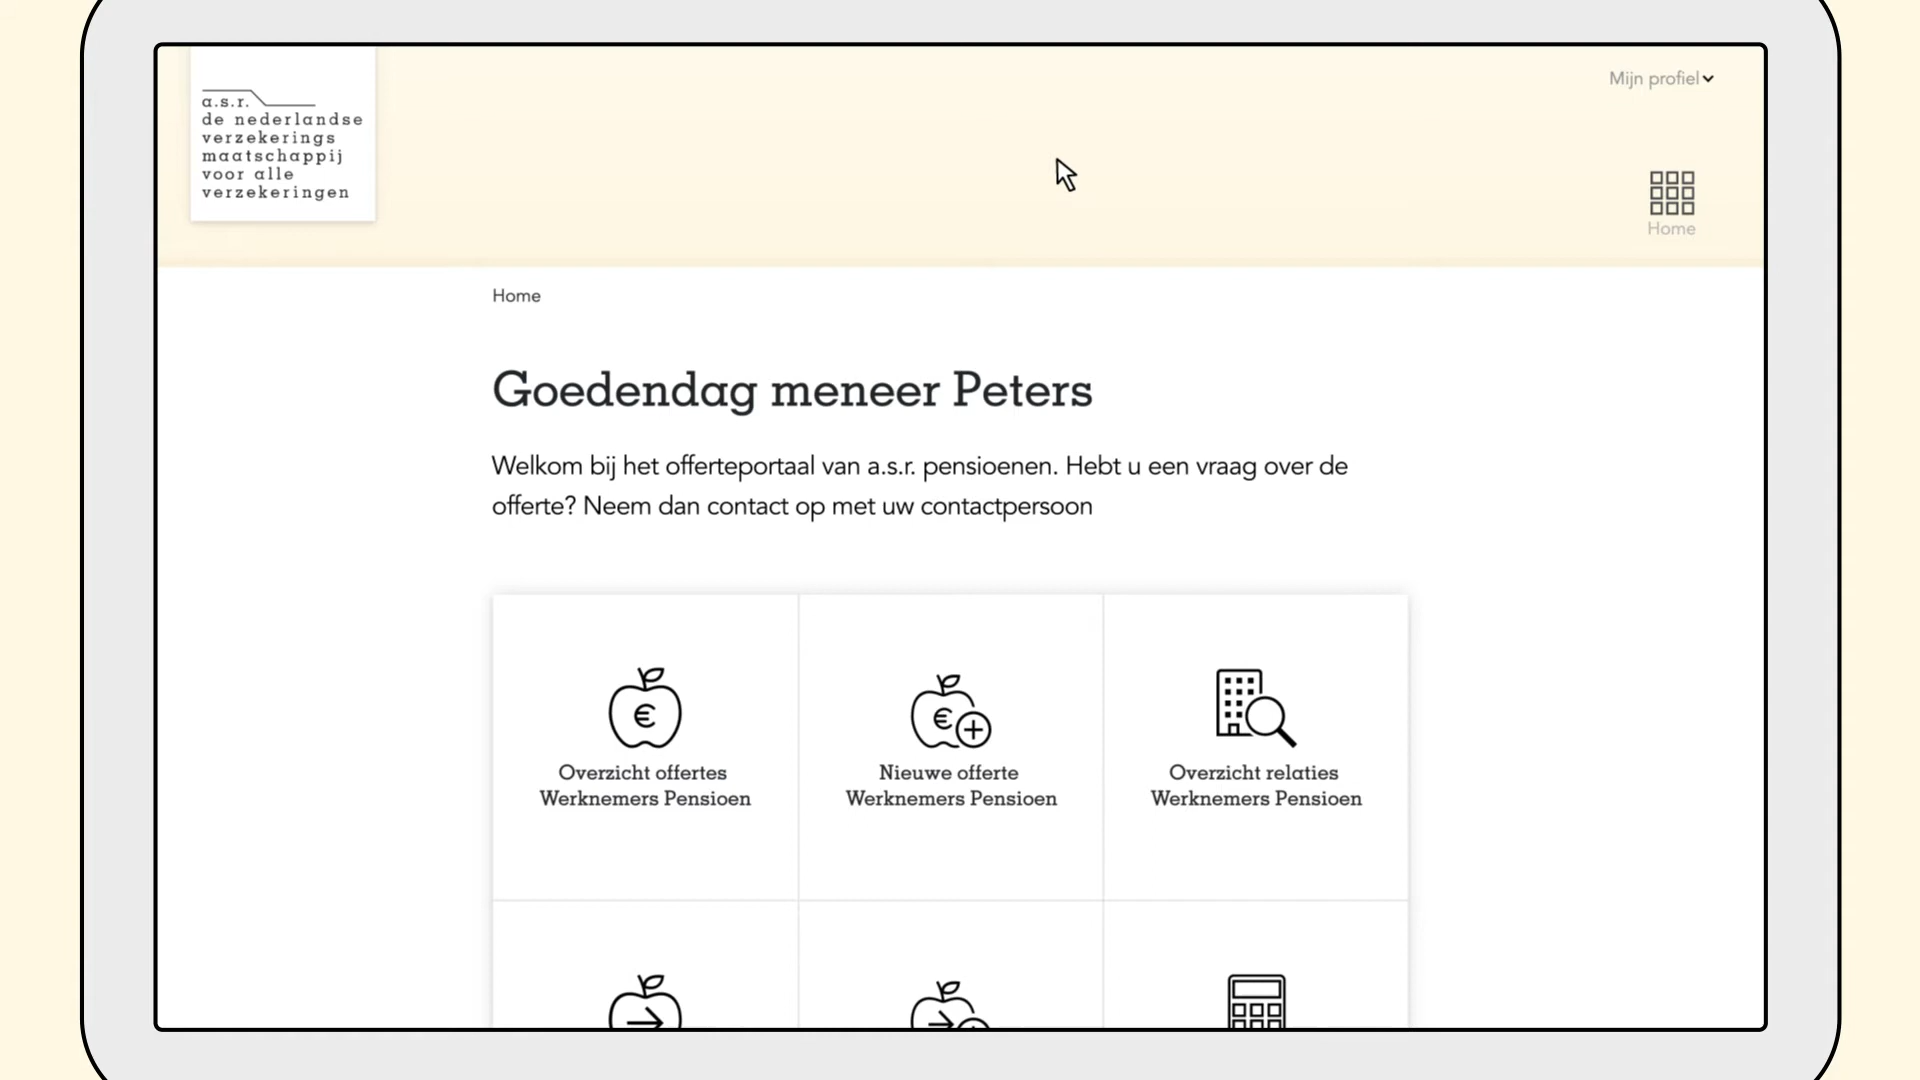 Mijn profiel
a.s.r.
de nederlandse
verzekerings
maatschappij
voor alle
verzekeringen
Home
Home
Goedendag meneer Peters
Welkom bij het offerteportaal van a.s.r. pensioenen. Hebt u een vraag over de
offerte? Neem dan contact op met uw contactpersoon
€
Overzicht offertes
Werknemers Pensioen
€
Nieuwe offerte
Werknemers Pensioen
Overzicht relaties
Werknemers Pensioen